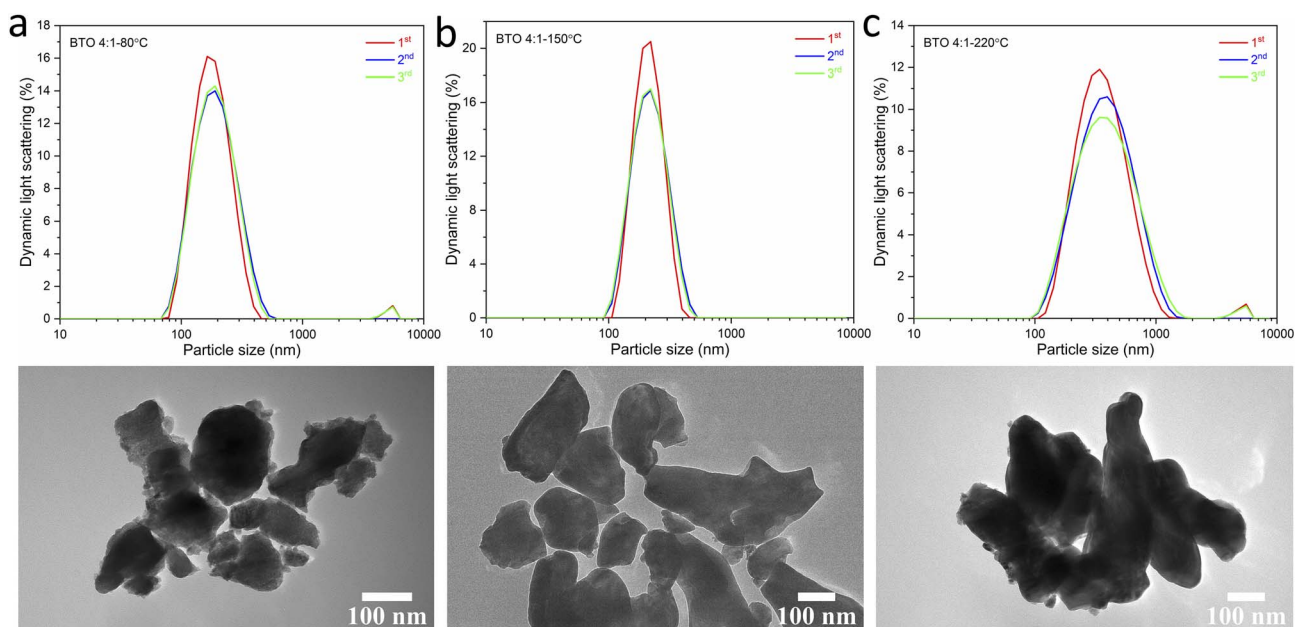 a
BTO 4:1-80°C
1st
2nd
3rd
Dynamic light scattering (%)
18
16
14
12
10
8
6
4
2
0
10
100
1000
10000
Particle size (nm)
b
BTO 4:1-150°C
1st
2nd
3rd
Dynamic light scattering (%)
20
16
12
8
4
0
10
100
1000
10000
Particle size (nm)
c
BTO 4:1-220°C
1st
2nd
3rd
Dynamic light scattering (%)
14
12
10
8
6
4
2
0
10
100
1000
10000
Particle size (nm)
100 nm
100 nm
100 nm